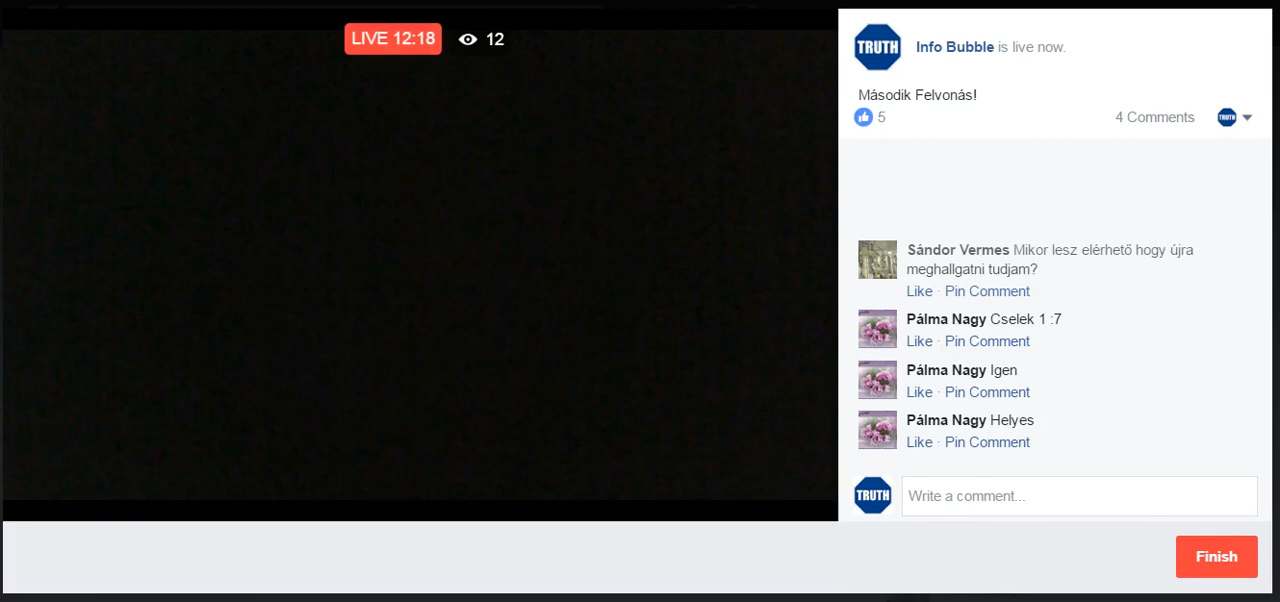 LIVE 12:18 12
TRUTH
Info Bubble is live now.
Második Felvonás!
5
4 Comments
TRUTH
Sándor Vermes Mikor lesz elérhető hogy újra
meghallgatni tudjam?
Like · Pin Comment
Pálma Nagy Cselek 1 :7
Like · Pin Comment
Pálma Nagy Igen
Like · Pin Comment
Pálma Nagy Helyes
Like · Pin Comment
TRUTH
Write a comment...
Finish